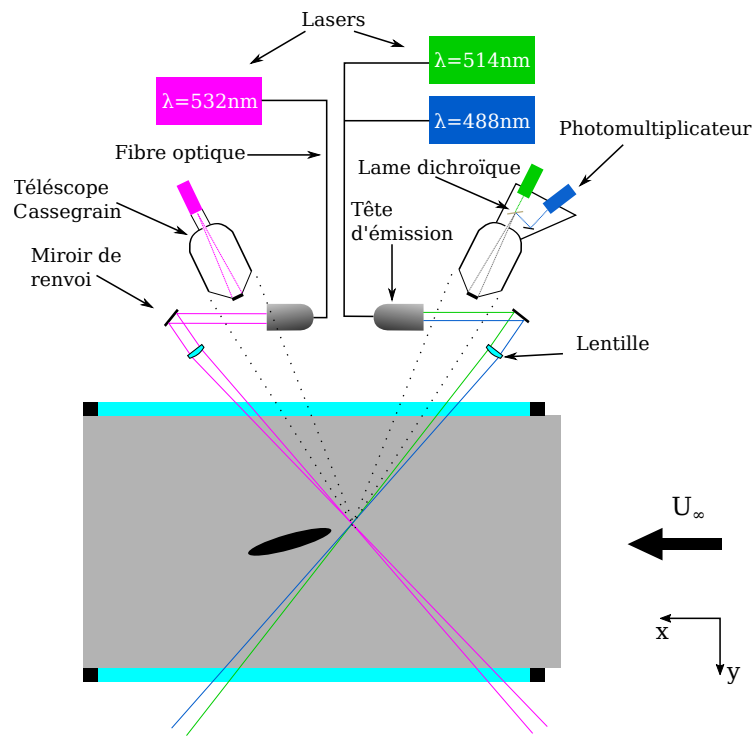 Lasers
λ=514nm
λ=532nm
λ=488nm
Photomultiplicateur
Fibre optique
Lame dichroïque
Téléscope
Cassegrain
Tête
d'émission
Miroir de
renvoi
Lentille
U∞
x
y